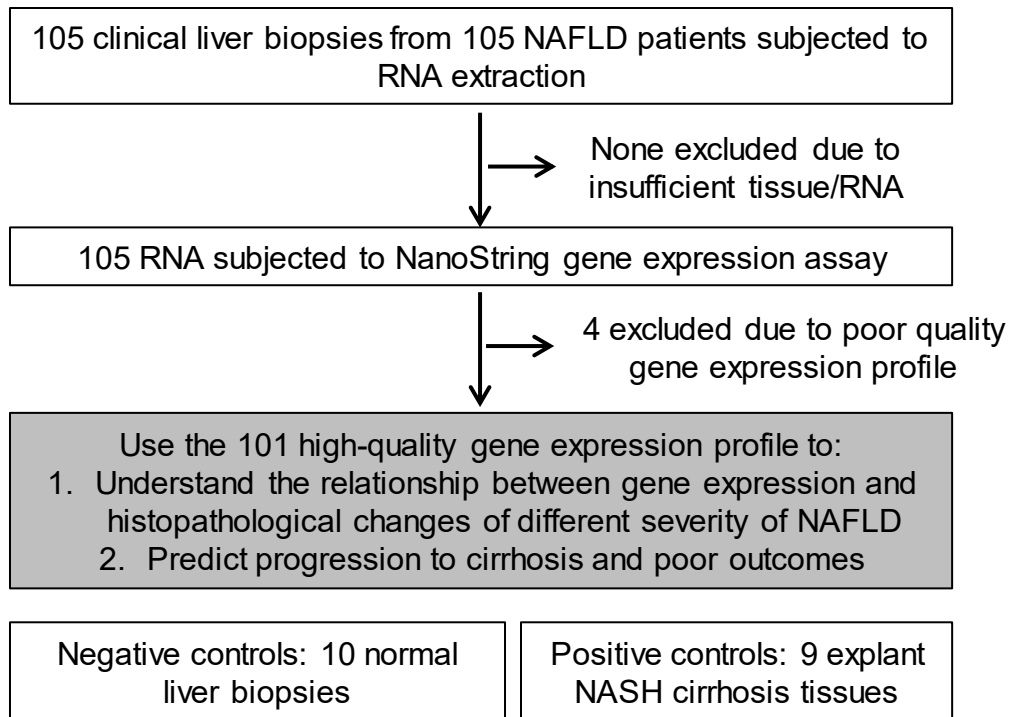 105 clinical liver biopsies from 105 NAFLD patients subjected to
RNA extraction
None excluded due to
insufficient tissue/RNA
105 RNA subjected to NanoString gene expression assay
4 excluded due to poor quality
gene expression profile
Use the 101 high-quality gene expression profile to:
1. Understand the relationship between gene expression and
histopathological changes of different severity of NAFLD
2. Predict progression to cirrhosis and poor outcomes
Negative controls: 10 normal
liver biopsies
Positive controls: 9 explant
NASH cirrhosis tissues